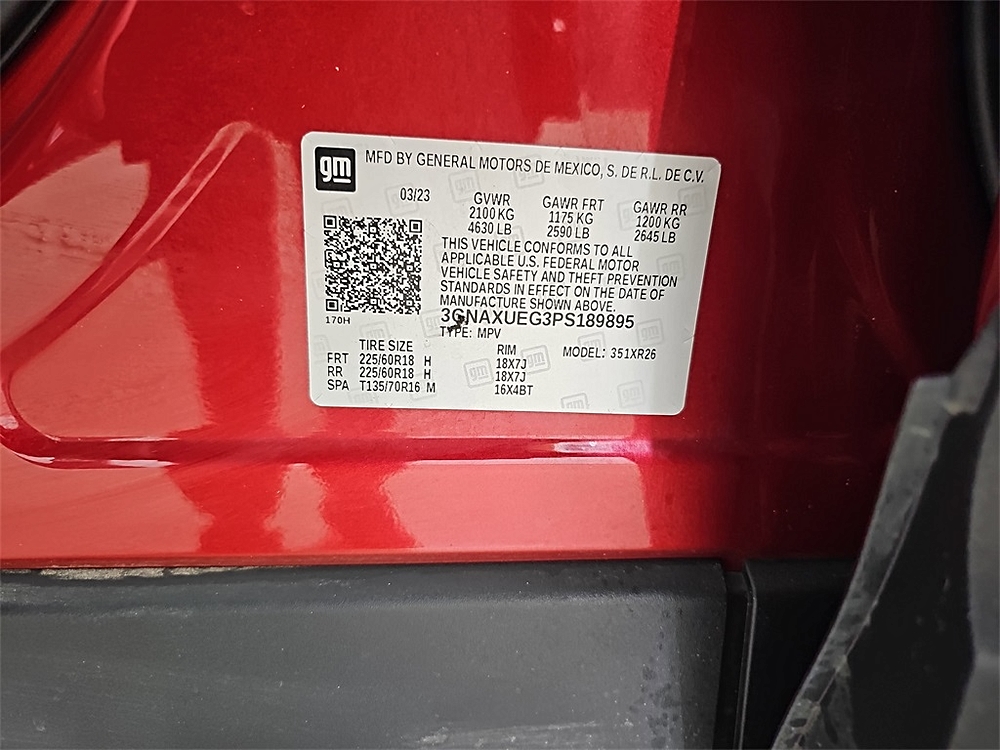 gm MFD BY GENERAL MOTORS DE MEXICO, S. DE R.L. DE C.V.
03/23 GVWR GAWR FRT GAWR RR
2100 KG 1175 KG 1200 KG
4630 LB 2590 LB 2645 LB
THIS VEHICLE CONFORMS TO ALL
APPLICABLE U.S. FEDERAL MOTOR
VEHICLE SAFETY AND THEFT PREVENTION
STANDARDS IN EFFECT ON THE DATE OF
MANUFACTURE SHOWN ABOVE.
170H
3GNAXUEG3PS189895
TYPE: MPV
TIRE SIZE RIM MODEL: 351XR26
FRT 225/60R18 H 18X7J
RR 225/60R18 H 18X7J
SPA T135/70R16 M 16X4BT